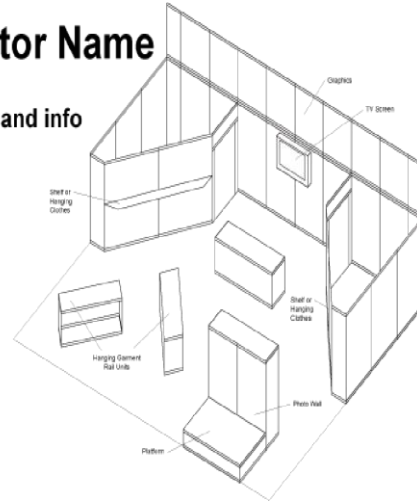 tor Name
and info
Graphics
TV Screen
Shelf or
Hanging
Clothes
Shelf or
Hanging
Clothes
Hanging Garment
Rail Units
Photo Wall
Platform